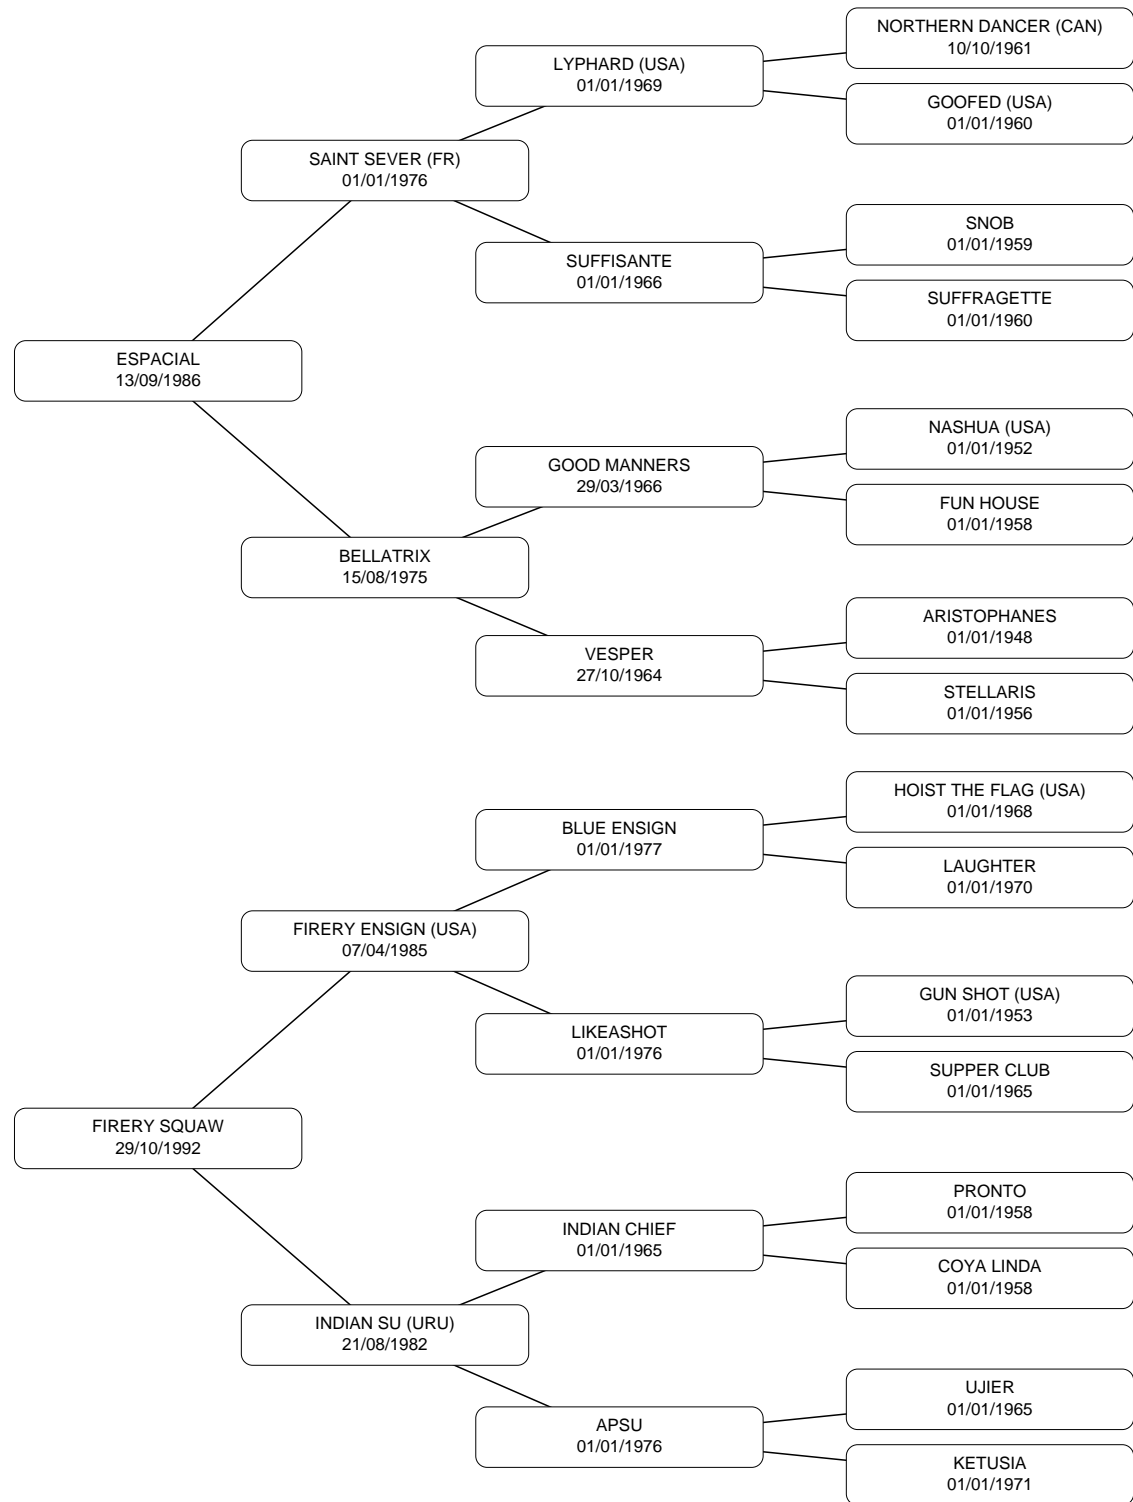 NORTHERN DANCER (CAN)
10/10/1961
LYPHARD (USA)
01/01/1969
GOOFED (USA)
01/01/1960
SAINT SEVER (FR)
01/01/1976
SNOB
01/01/1959
SUFFISANTE
01/01/1966
SUFFRAGETTE
01/01/1960
ESPACIAL
13/09/1986
NASHUA (USA)
01/01/1952
GOOD MANNERS
29/03/1966
FUN HOUSE
01/01/1958
BELLATRIX
15/08/1975
ARISTOPHANES
01/01/1948
VESPER
27/10/1964
STELLARIS
01/01/1956
HOIST THE FLAG (USA)
01/01/1968
BLUE ENSIGN
01/01/1977
LAUGHTER
01/01/1970
FIRERY ENSIGN (USA)
07/04/1985
GUN SHOT (USA)
01/01/1953
LIKEASHOT
01/01/1976
SUPPER CLUB
01/01/1965
FIRERY SQUAW
29/10/1992
PRONTO
01/01/1958
INDIAN CHIEF
01/01/1965
COYA LINDA
01/01/1958
INDIAN SU (URU)
21/08/1982
UJIER
01/01/1965
APSU
01/01/1976
KETUSIA
01/01/1971